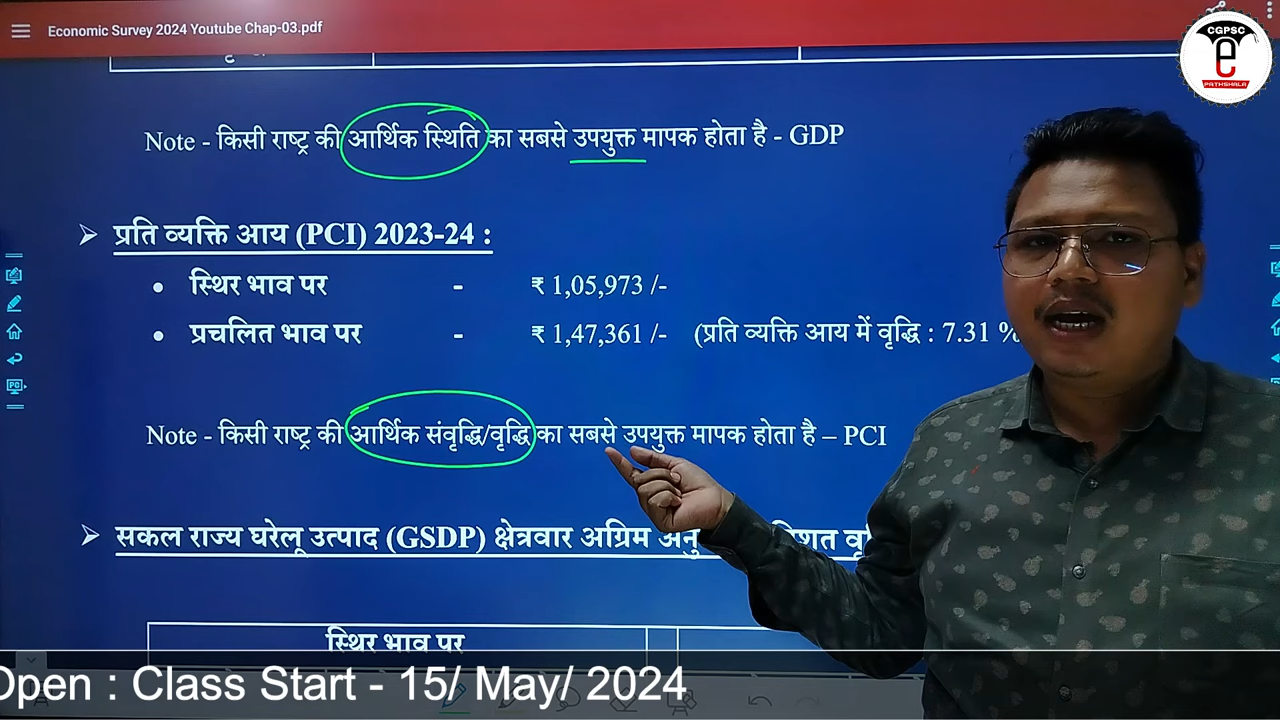 Economic Survey 2024 Youtube Chap-03.pdf
CGPSC
e
PATHSHALA
Note - किसी राष्ट्र की आर्थिक स्थिति का सबसे उपयुक्त मापक होता है - GDP
➢ प्रति व्यक्ति आय (PCI) 2023-24 :
• स्थिर भाव पर - ₹ 1,05,973 /-
• प्रचलित भाव पर - ₹ 1,47,361 /- (प्रति व्यक्ति आय में वृद्धि : 7.31 %
Note - किसी राष्ट्र की आर्थिक संवृद्धि/वृद्धि का सबसे उपयुक्त मापक होता है – PCI
➢ सकल राज्य घरेलू उत्पाद (GSDP) क्षेत्रवार अग्रिम
स्थिर भाव पर
Open : Class Start - 15/ May/ 2024